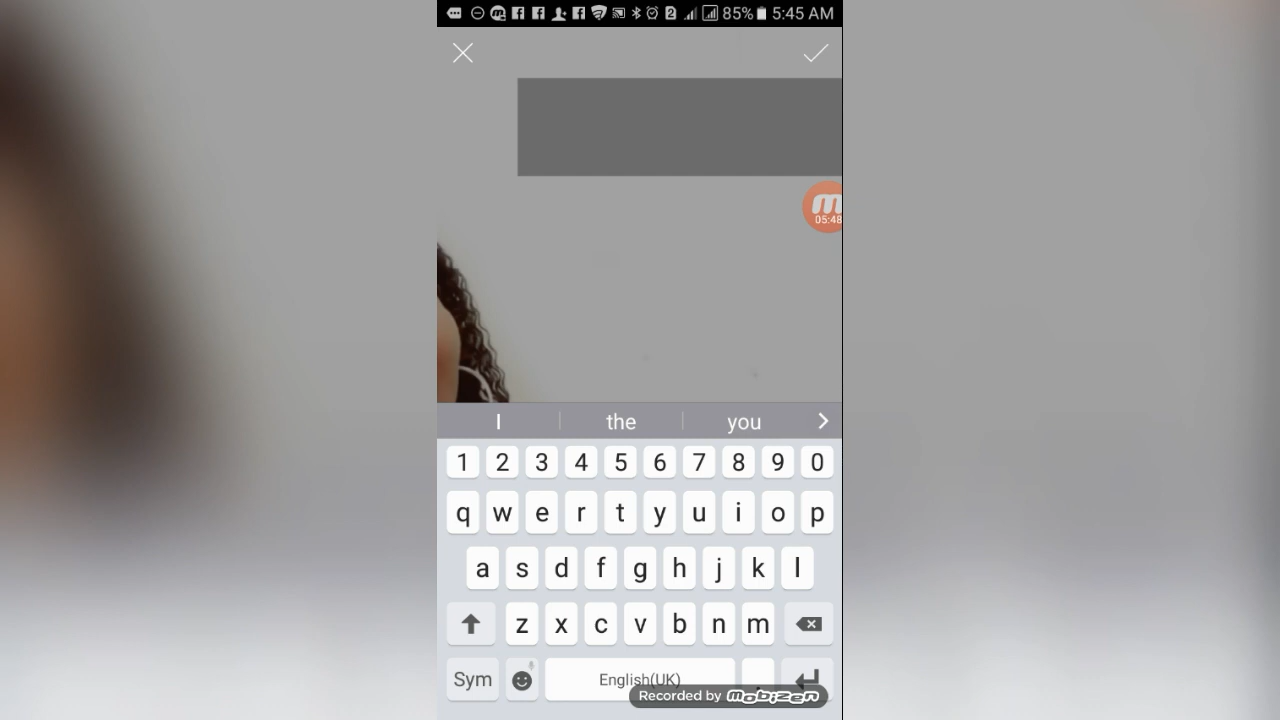 2 85% 5:45 AM
m
05:48
I the you
1 2 3 4 5 6 7 8 9 0
q w e r t y u i o p
a s d f g h j k l
z x c v b n m
Sym English(UK)
Recorded by mobizen